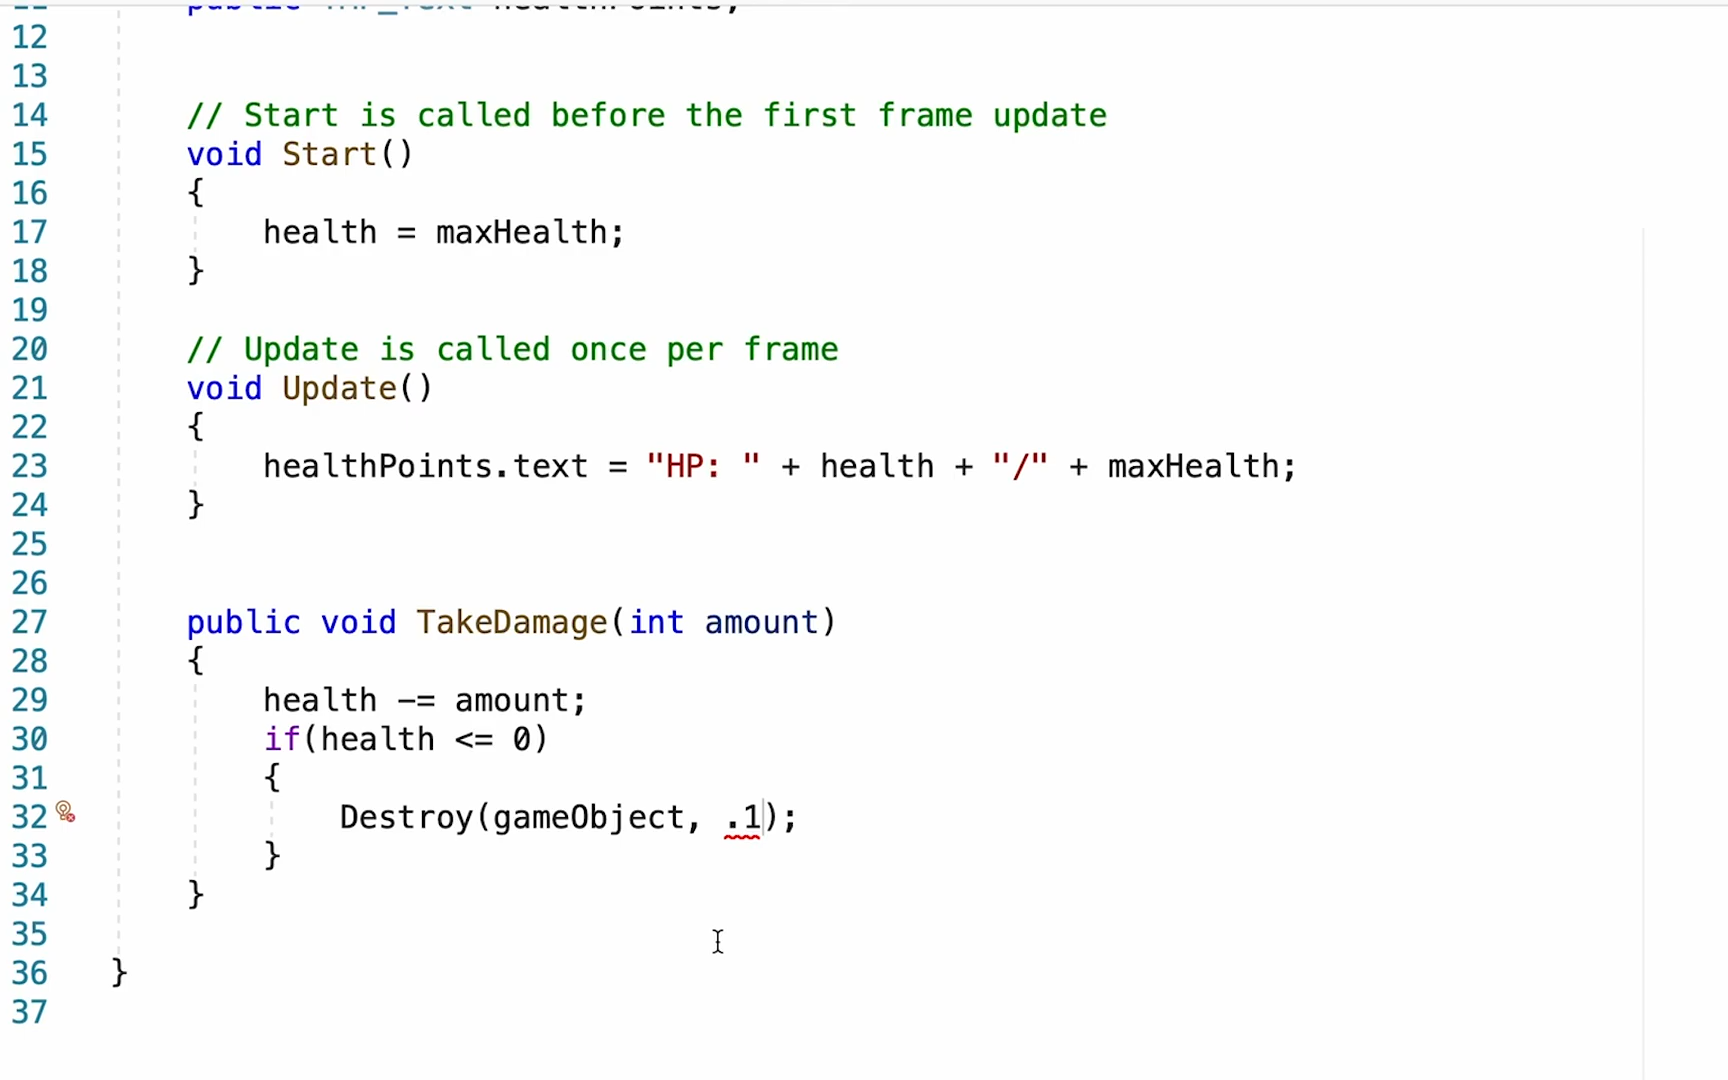 public TMP_Text healthPoints;
12
13
14 // Start is called before the first frame update
15 void Start()
16 {
17 health = maxHealth;
18 }
19
20 // Update is called once per frame
21 void Update()
22 {
23 healthPoints.text = "HP: " + health + "/" + maxHealth;
24 }
25
26
27 public void TakeDamage(int amount)
28 {
29 health -= amount;
30 if(health <= 0)
31 {
32 Destroy(gameObject, .1);
33 }
34 }
35
36 }
37